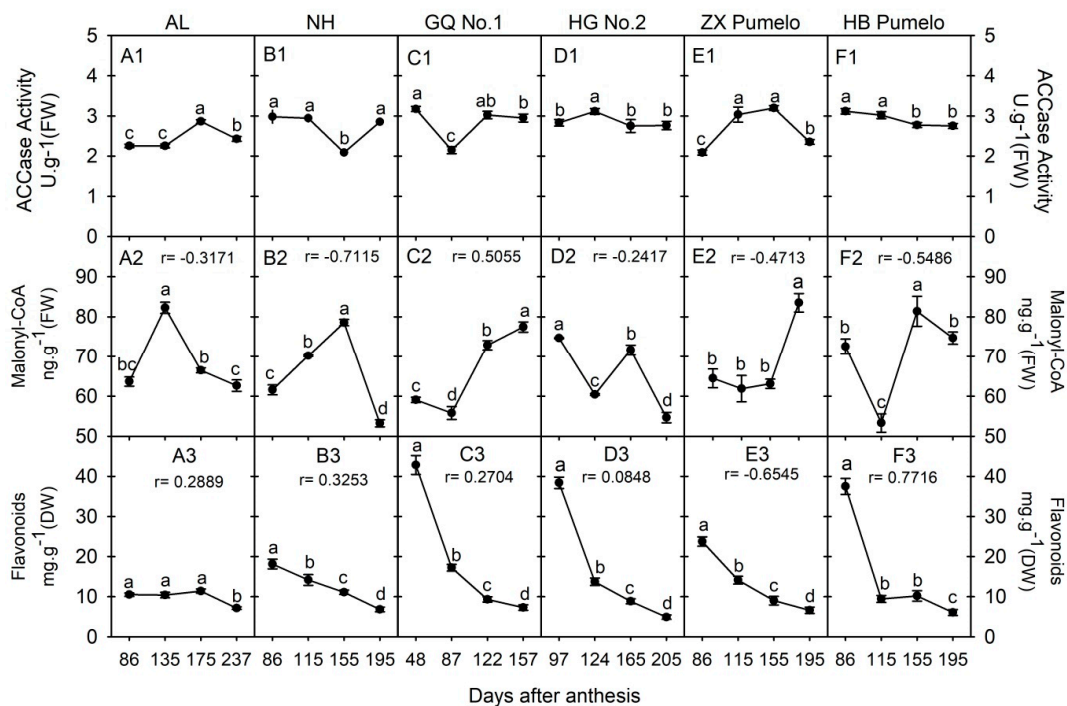 AL NH GQ No.1 HG No.2 ZX Pumelo HB Pumelo
5 5
A1 B1 C1 D1 E1 F1
4 4
3 3
2 2
1 1
0 0
c c a b
a a b a
a c ab b
b a b b
c a a b
a a b b
ACCase Activity
U.g-1(FW)
ACCase Activity
U.g-1(FW)
A2 r= -0.3171
B2 r= -0.7115
C2 r= 0.5055
D2 r= -0.2417
E2 r= -0.4713
F2 r= -0.5486
90 90
80 80
70 70
60 60
50 50
bc a b c
c b a d
c d b a
a c b d
b b b a
b c a b
Malonyl-CoA
ng.g-1(FW)
Malonyl-CoA
ng.g-1(FW)
A3
r= 0.2889
B3
r= 0.3253
C3
r= 0.2704
D3
r= 0.0848
E3
r= -0.6545
F3
r= 0.7716
40 40
30 30
20 20
10 10
0 0
a a a b
a b c d
a b c d
a b c d
a b c d
a b b c
Flavonoids
mg.g-1(DW)
Flavonoids
mg.g-1(DW)
86 135 175 237 86 115 155 195 48 87 122 157 97 124 165 205 86 115 155 195 86 115 155 195
Days after anthesis